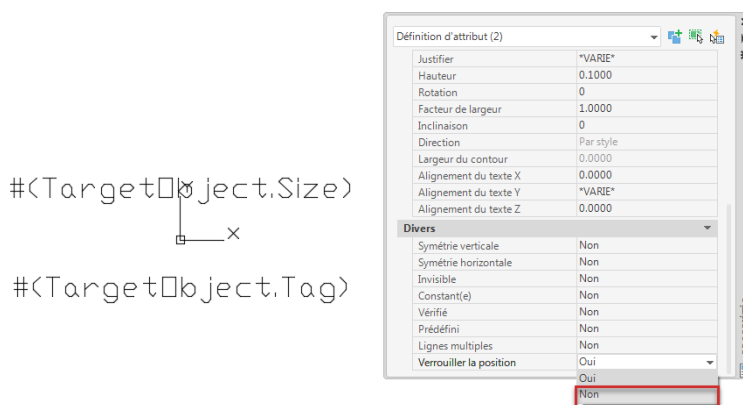 #(TargetObject.Size)
Y
X
#(TargetObject.Tag)
Définition d'attribut (2)
Justifier *VARIE*
Hauteur 0.1000
Rotation 0
Facteur de largeur 1.0000
Inclinaison 0
Direction Par style
Largeur du contour 0.0000
Alignement du texte X 0.0000
Alignement du texte Y *VARIE*
Alignement du texte Z 0.0000
Divers
Symétrie verticale Non
Symétrie horizontale Non
Invisible Non
Constant(e) Non
Vérifié Non
Prédéfini Non
Lignes multiples Non
Verrouiller la position Oui
Oui
Non